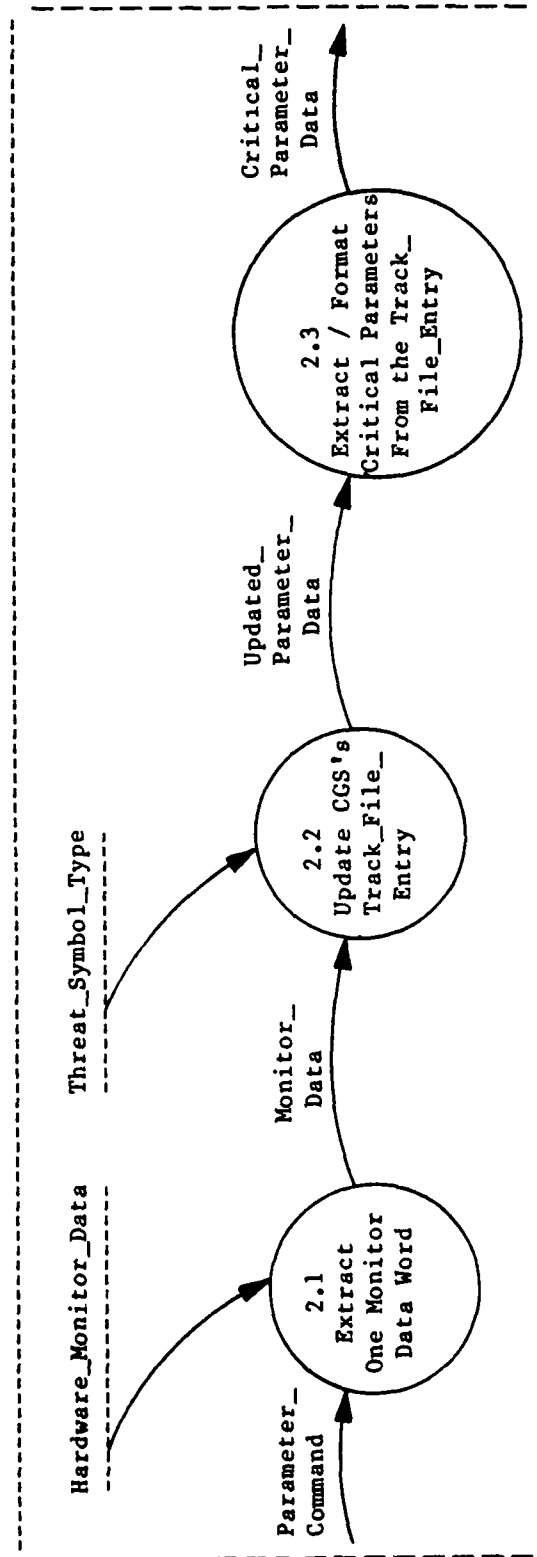 Hardware_Monitor_Data
Threat_Symbol_Type
Parameter_
Command
2.1
Extract
One Monitor
Data Word
Monitor_
Data
2.2
Update CGS's
Track_File_
Entry
Updated_
Parameter_
Data
2.3
Extract / Format
Critical Parameters
From the Track_
File_Entry
Critical_
Parameter_
Data